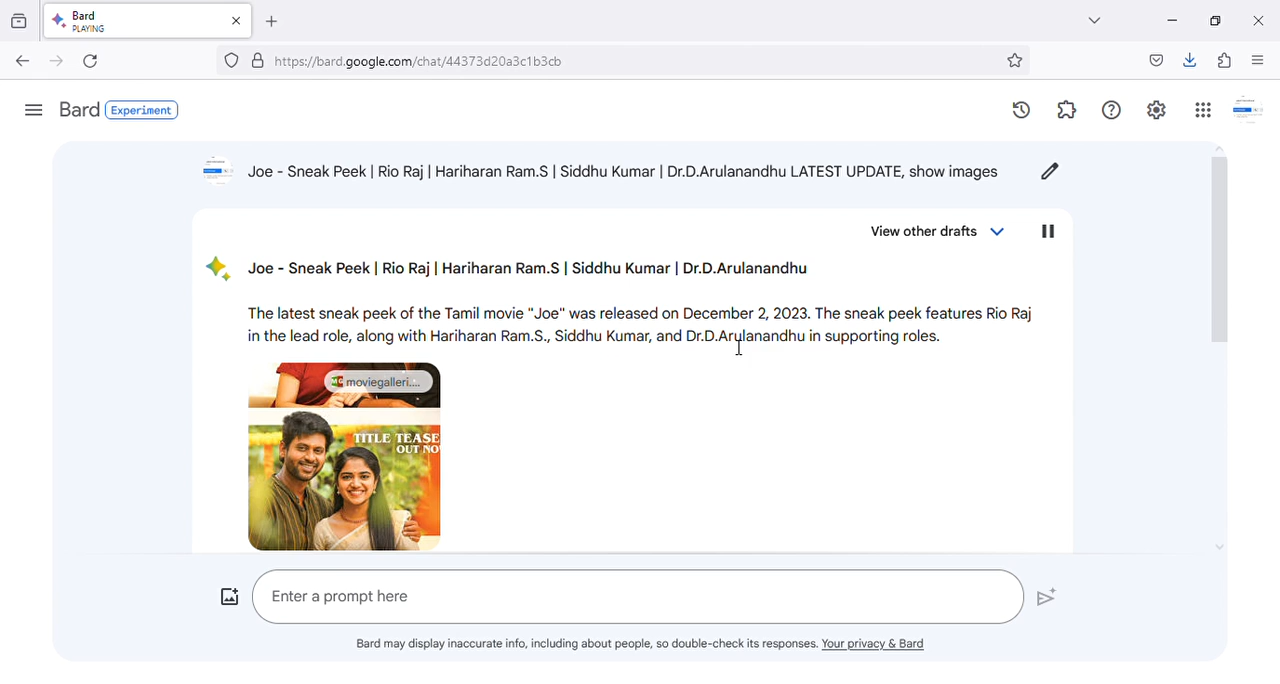 Bard
PLAYING
https://bard.google.com/chat/44373d20a3c1b3cb
Bard Experiment
Joe - Sneak Peek | Rio Raj | Hariharan Ram.S | Siddhu Kumar | Dr.D.Arulanandhu LATEST UPDATE, show images
View other drafts
Joe - Sneak Peek | Rio Raj | Hariharan Ram.S | Siddhu Kumar | Dr.D.Arulanandhu
The latest sneak peek of the Tamil movie "Joe" was released on December 2, 2023. The sneak peek features Rio Raj
in the lead role, along with Hariharan Ram.S., Siddhu Kumar, and Dr.D.Arulanandhu in supporting roles.
moviegalleri....
TITLE TEASE
OUT NO
Enter a prompt here
Bard may display inaccurate info, including about people, so double-check its responses. Your privacy & Bard